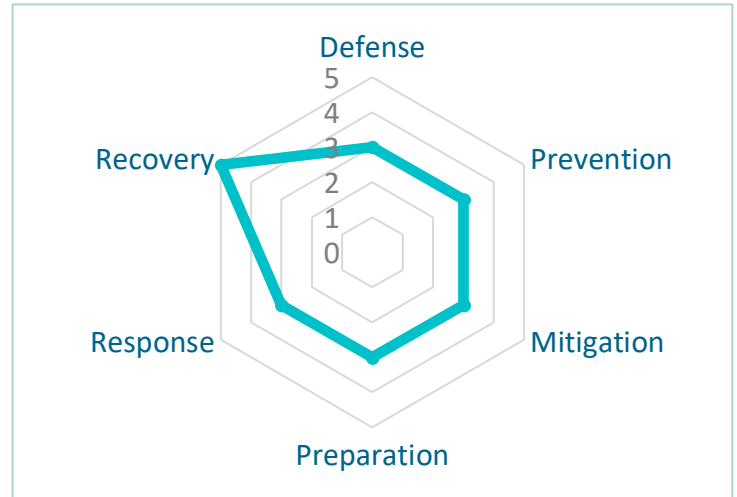 Defense
5
4
Recovery
3
Prevention
2
1
0
Response
Mitigation
Preparation